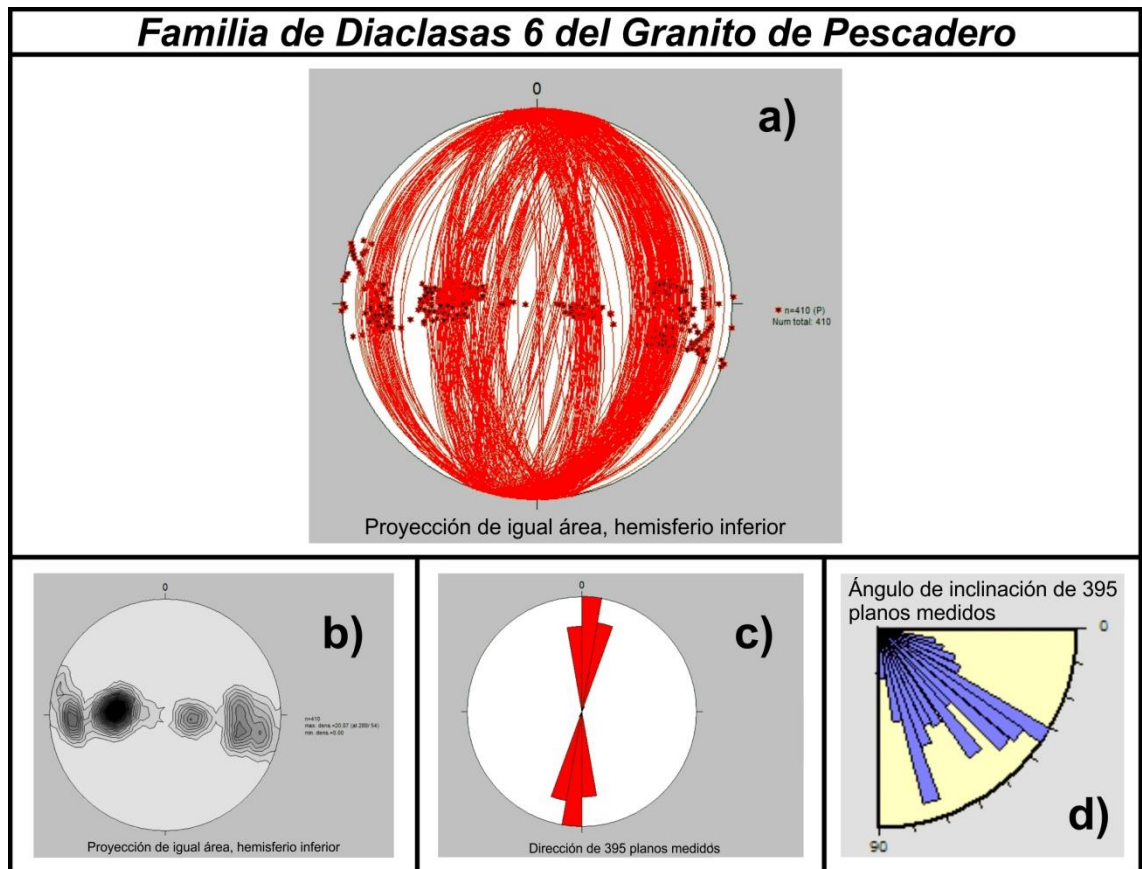 Familia de Diaclasas 6 del Granito de Pescadero
0
a)
n=410 (P)
Num total: 410
Proyección de igual área, hemisferio inferior
0
b)
n=410
min. dens.=0.00
Proyección de igual área, hemisferio inferior
0
c)
Dirección de 395 planos medidos
Ángulo de inclinación de 395
planos medidos
0
d)
90